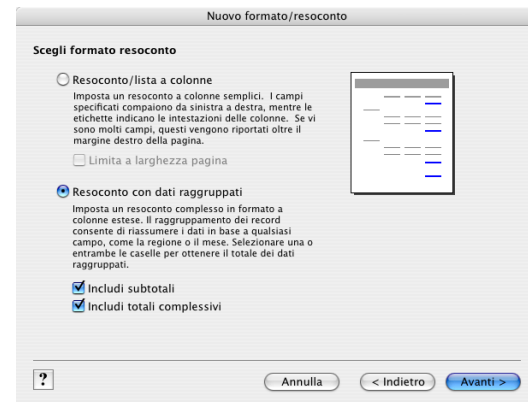 Nuovo formato/resoconto
Scegli formato resoconto
Resoconto/lista a colonne
Imposta un resoconto a colonne semplici. I campi
specificati compaiono da sinistra a destra, mentre le
etichette indicano le intestazioni delle colonne. Se vi
sono molti campi, questi vengono riportati oltre il
margine destro della pagina.
Limita a larghezza pagina
Resoconto con dati raggruppati
Imposta un resoconto complesso in formato a
colonne estese. Il raggruppamento dei record
consente di riassumere i dati in base a qualsiasi
campo, come la regione o il mese. Selezionare una o
entrambe le caselle per ottenere il totale dei dati
raggruppati.
Includi subtotali
Includi totali complessivi
? Annulla < Indietro Avanti >